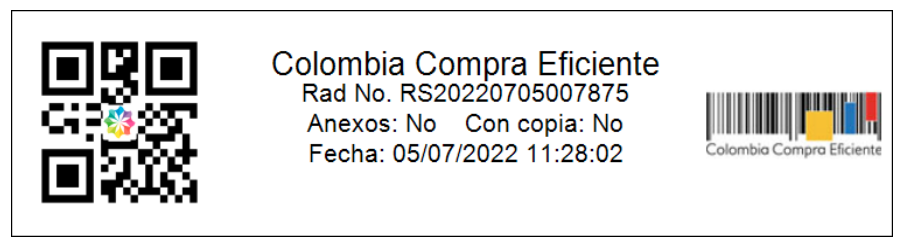 Colombia Compra Eficiente
Rad No. RS20220705007875
Anexos: No    Con copia: No
Fecha: 05/07/2022 11:28:02
Colombia Compra Eficiente